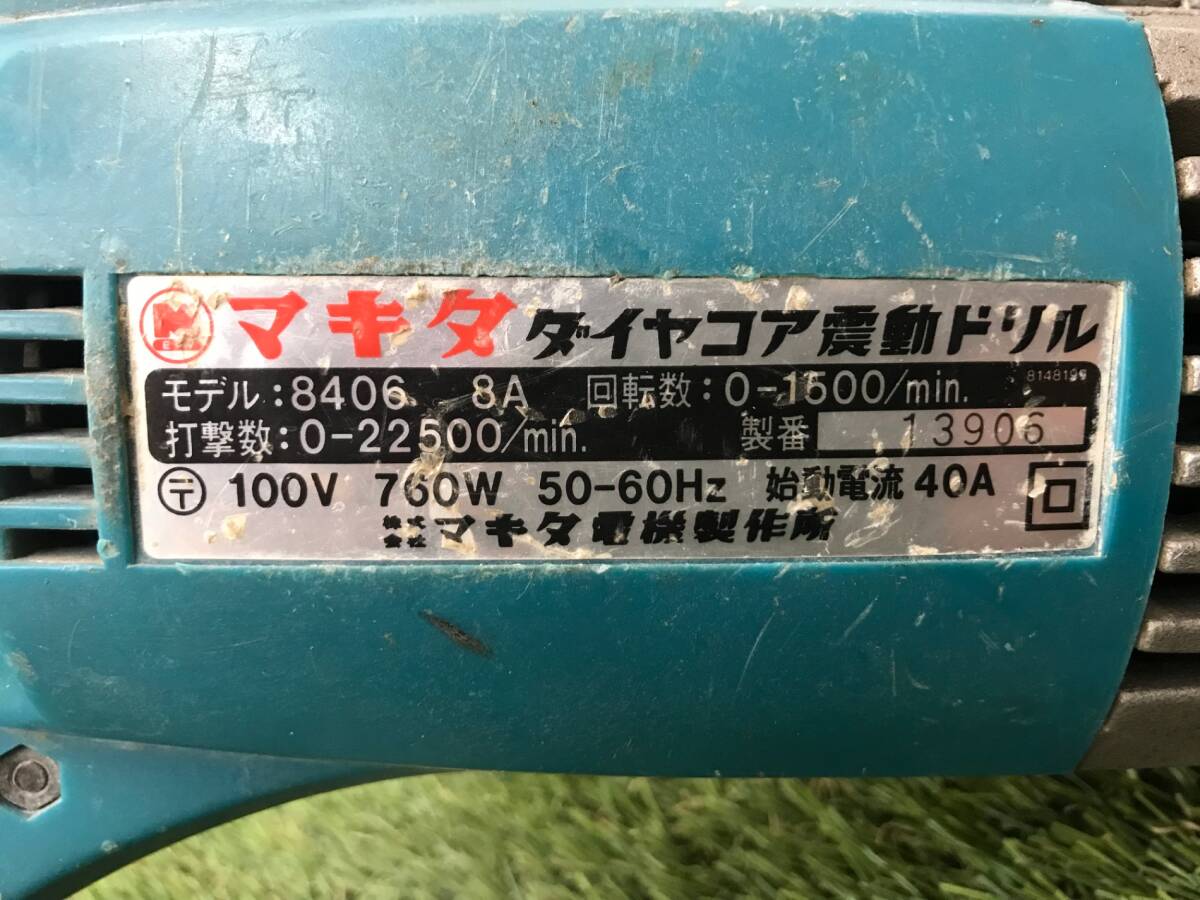 マキタ ダイヤコア震動ドリル
モデル:8406 8A 回転数:0-1500/min.
打撃数:0-22500/min. 製番 13906
〒 100V 760W 50-60Hz 始動電流 40A
株式会社 マキタ電機製作所